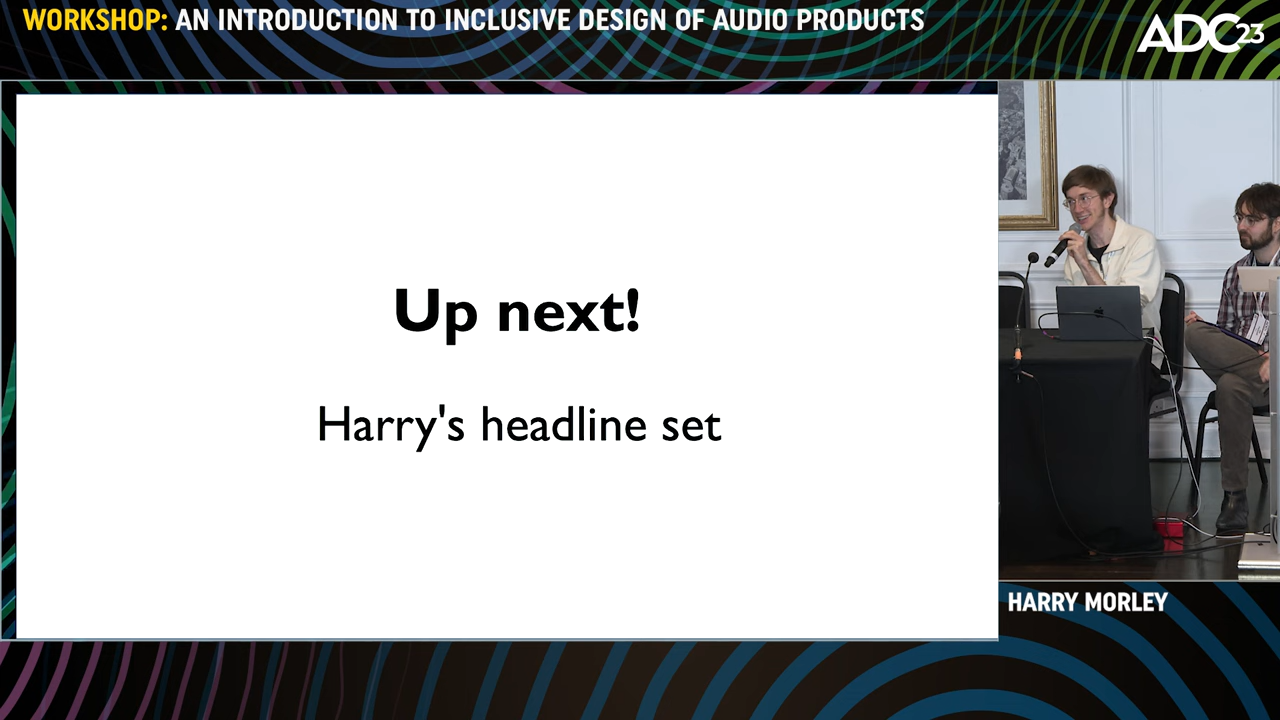 WORKSHOP: AN INTRODUCTION TO INCLUSIVE DESIGN OF AUDIO PRODUCTS
ADC23
Up next!
Harry's headline set
HARRY MORLEY